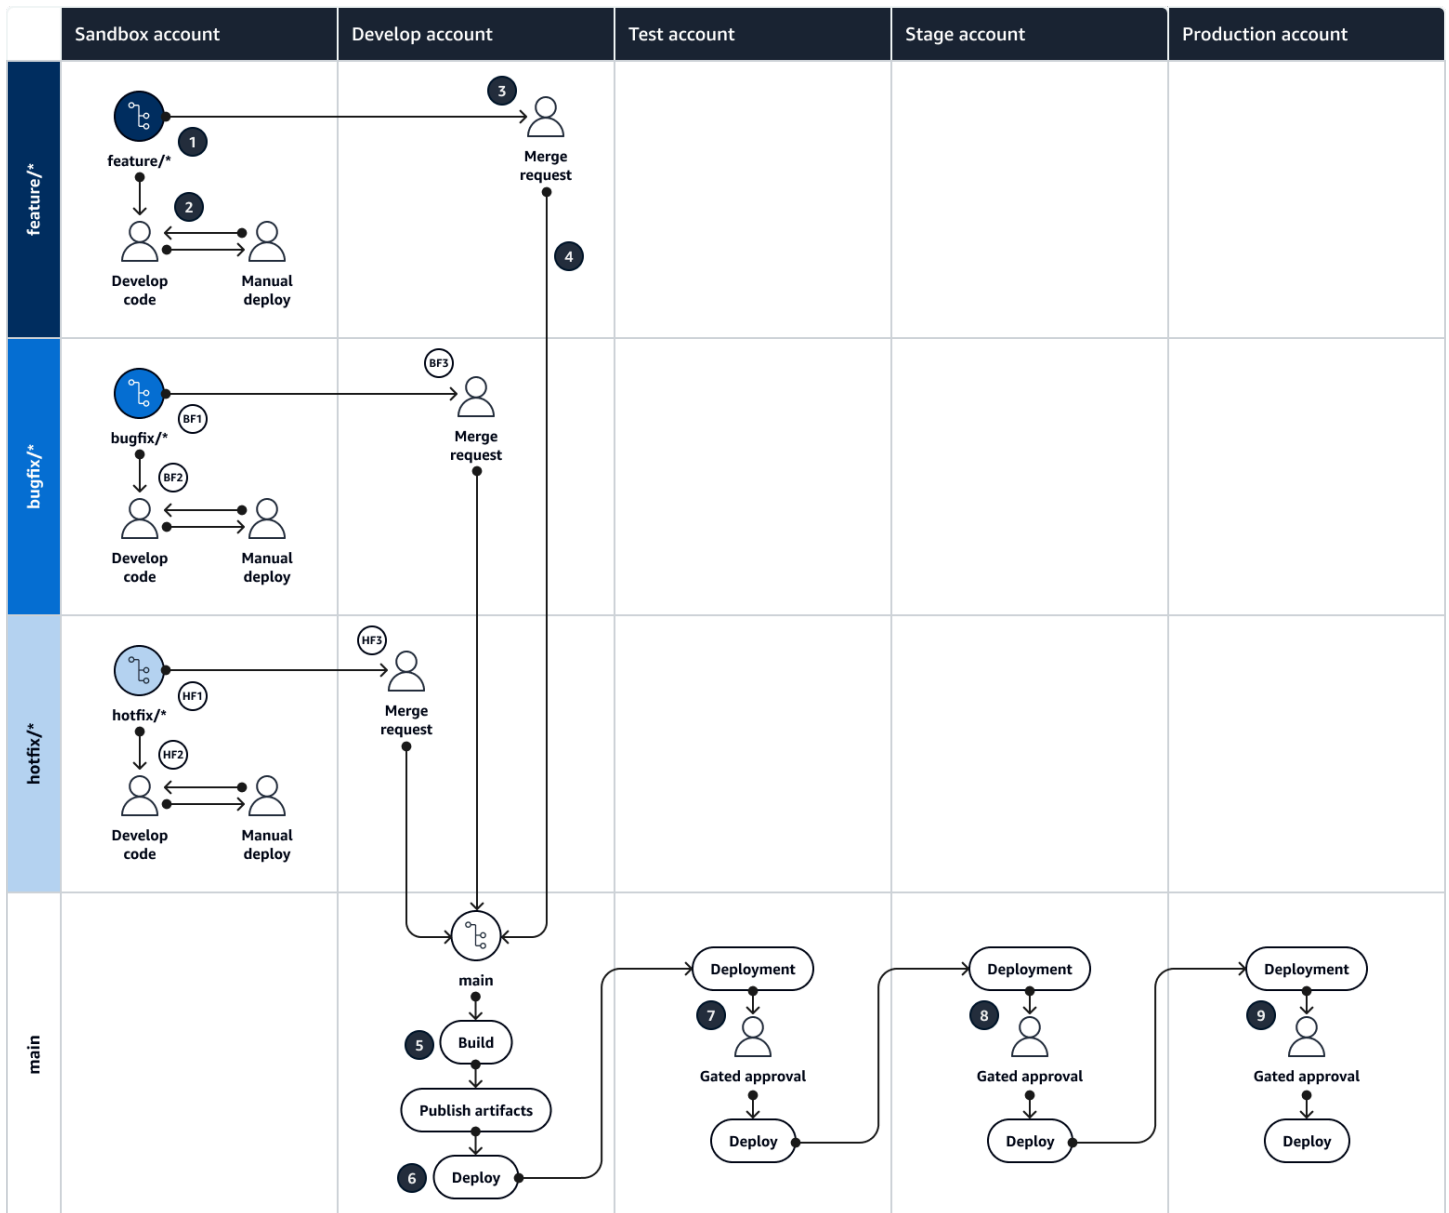 Sandbox account
Develop account
Test account
Stage account
Production account
feature/*
1
feature/*
2
Develop
code
Manual
deploy
3
Merge
request
4
bugfix/*
BF1
bugfix/*
BF2
Develop
code
Manual
deploy
BF3
Merge
request
hotfix/*
HF1
hotfix/*
HF2
Develop
code
Manual
deploy
HF3
Merge
request
main
main
5
Build
Publish artifacts
6
Deploy
Deployment
7
Gated approval
Deploy
Deployment
8
Gated approval
Deploy
Deployment
9
Gated approval
Deploy